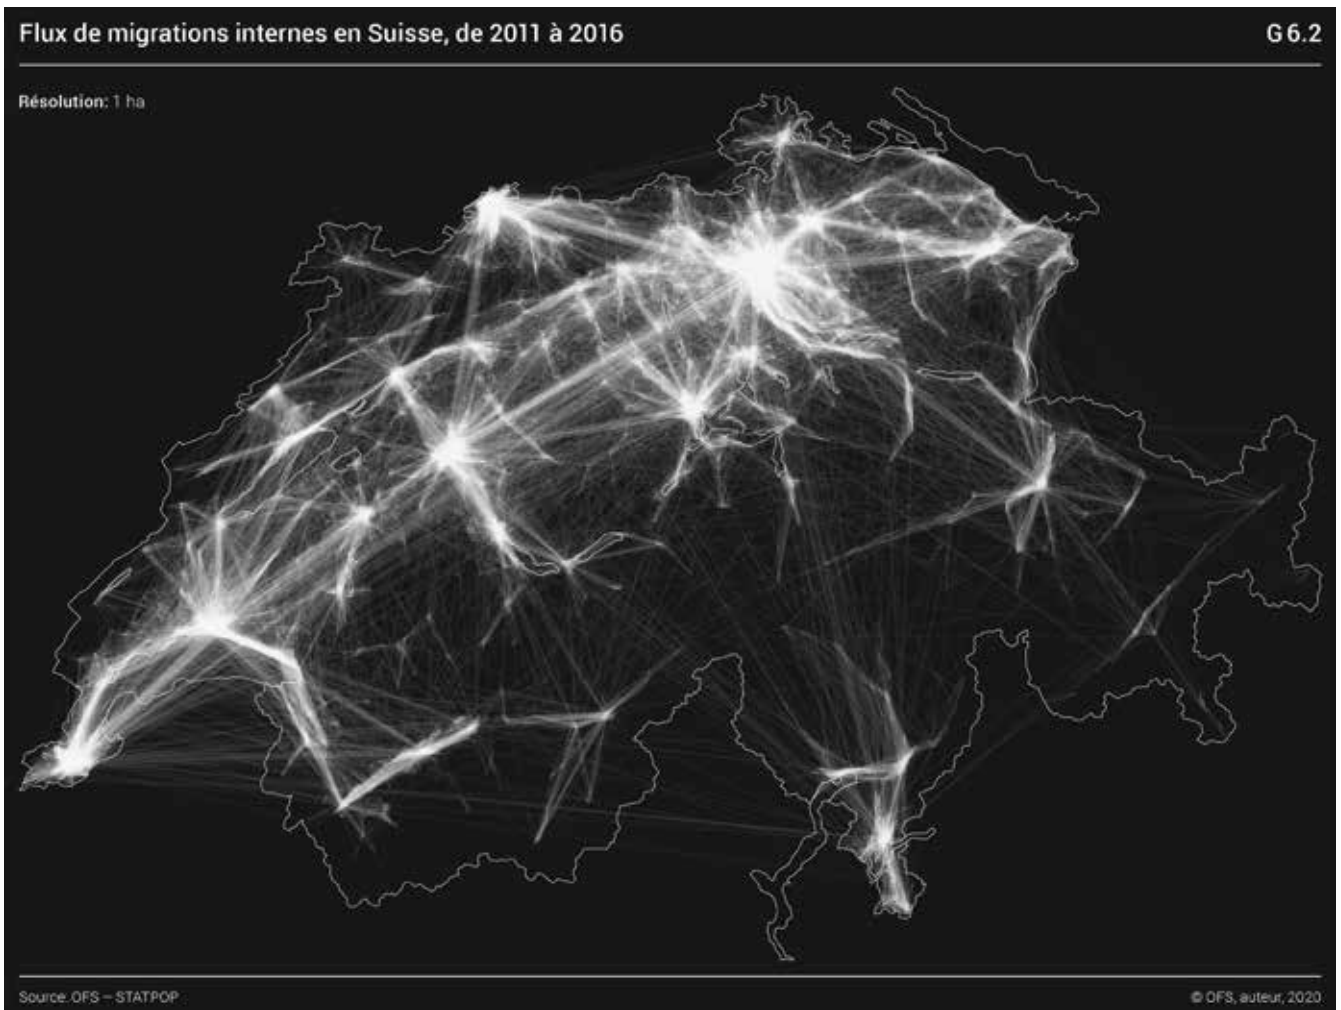 Flux de migrations internes en Suisse, de 2011 à 2016
G 6.2
Résolution: 1 ha
Source: OFS – STATPOP
© OFS, auteur, 2020